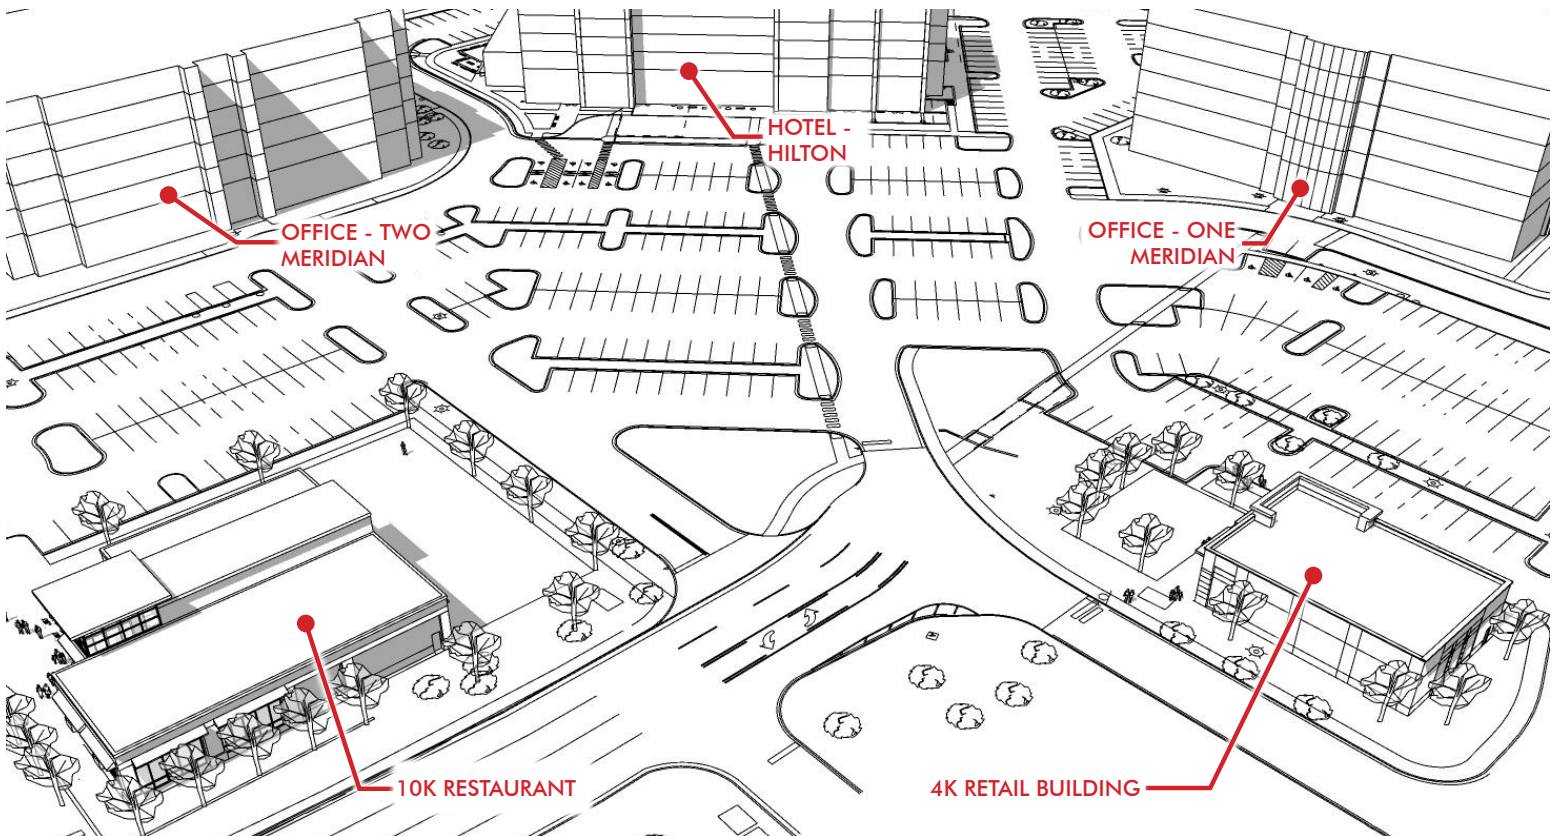 HOTEL -
HILTON
OFFICE - TWO
MERIDIAN
OFFICE - ONE
MERIDIAN
10K RESTAURANT
4K RETAIL BUILDING